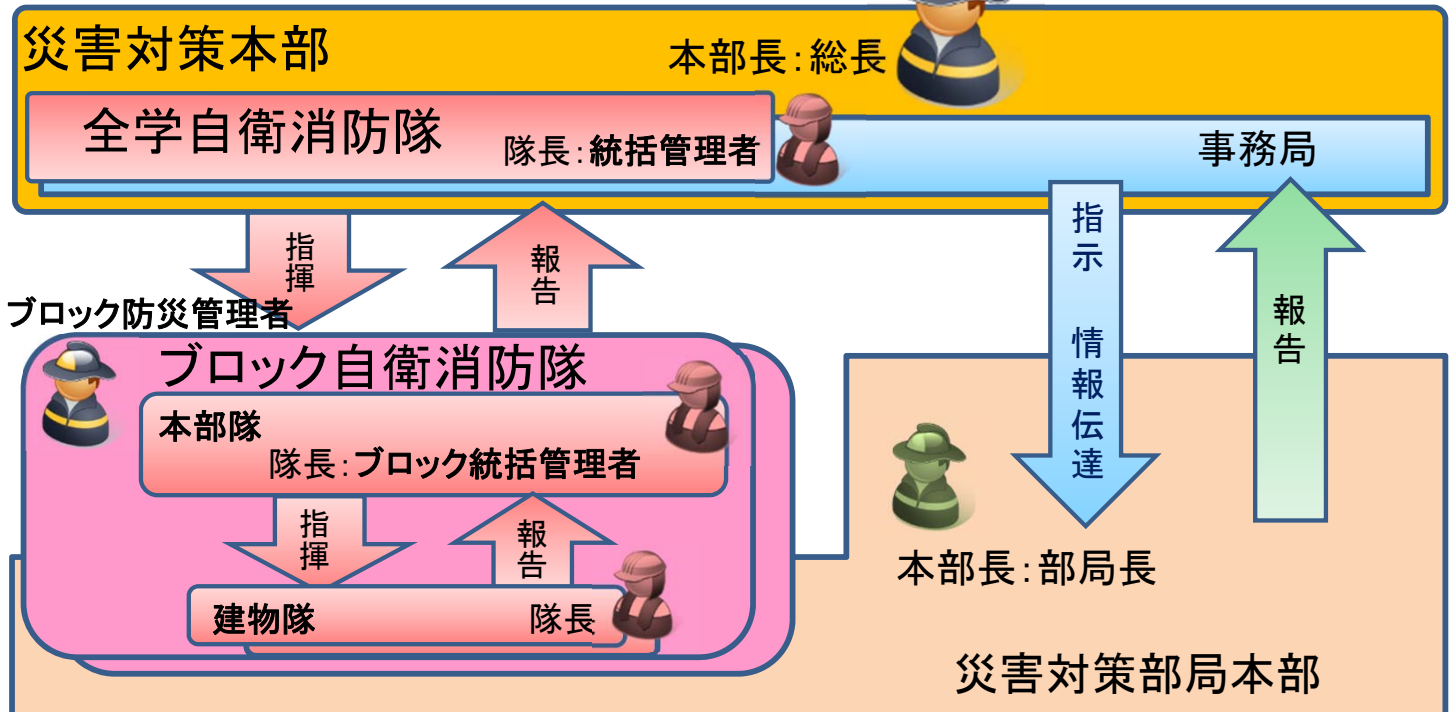 災害対策本部
本部長：総長
全学自衛消防隊
隊長：統括管理者
事務局
指揮
報告
指示 情報伝達
報告
ブロック防災管理者
ブロック自衛消防隊
本部隊
隊長：ブロック統括管理者
指揮
報告
建物隊
隊長
本部長：部局長
災害対策部局本部